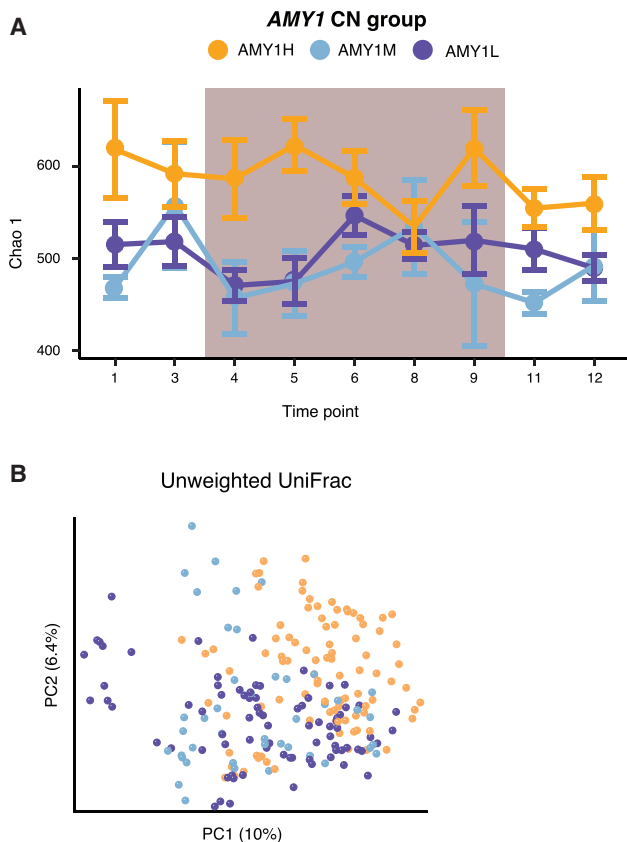 A
AMY1 CN group
AMY1H AMY1M AMY1L
Chao 1
600
500
400
1 3 4 5 6 8 9 11 12
Time point
B
Unweighted UniFrac
PC2 (6.4%)
PC1 (10%)